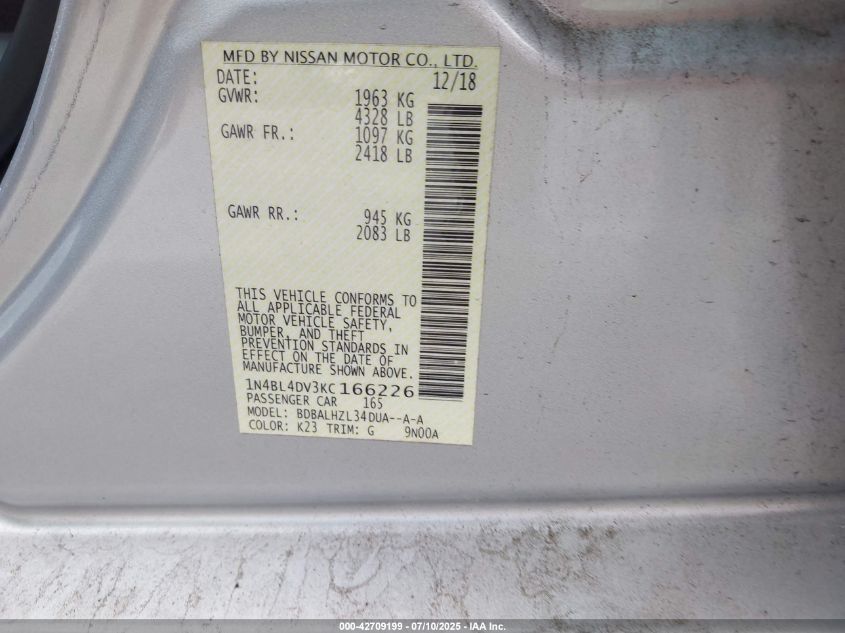 MFD BY NISSAN MOTOR CO., LTD.
DATE: 12/18
GVWR: 1963 KG
4328 LB
GAWR FR.: 1097 KG
2418 LB
GAWR RR.: 945 KG
2083 LB
THIS VEHICLE CONFORMS TO
ALL APPLICABLE FEDERAL
MOTOR VEHICLE SAFETY,
BUMPER, AND THEFT
PREVENTION STANDARDS IN
EFFECT ON THE DATE OF
MANUFACTURE SHOWN ABOVE.
1N4BL4DV3KC166226
PASSENGER CAR 165
MODEL: BDBALHZL34DUA--A-A
COLOR: K23 TRIM: G 9N00A
000-42709199 - 07/10/2025 - IAA Inc.